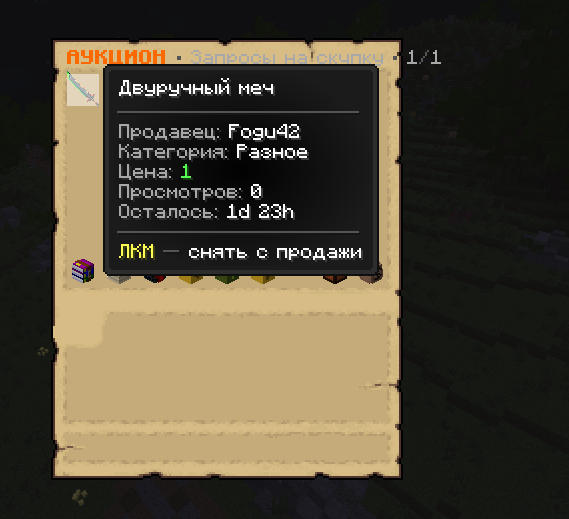 АУКЦИОН • Запросы на скупку • 1/1
Двуручный меч
Продавец: Fogu42
Категория: Разное
Цена: 1
Просмотров: 0
Осталось: 1d 23h
ЛКМ — снять с продажи